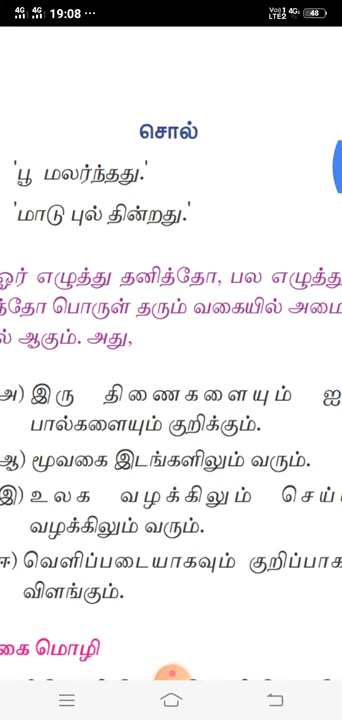 4G 4G 19:08 ...
Vo) 1 4G LTE2 48
சொல்
'பூ மலர்ந்தது.'
'மாடு புல் தின்றது.'
ஓர் எழுத்து தனித்தோ, பல எழுத்து
ந்தோ பொருள் தரும் வகையில் அமை
ல் ஆகும். அது,
அ) இரு திணைகளையும் ஐ
பால்களையும் குறிக்கும்.
ஆ) மூவகை இடங்களிலும் வரும்.
இ) உலக வழக்கிலும் செய்
வழக்கிலும் வரும்.
ஈ) வெளிப்படையாகவும் குறிப்பாக
விளங்கும்.
கை மொழி